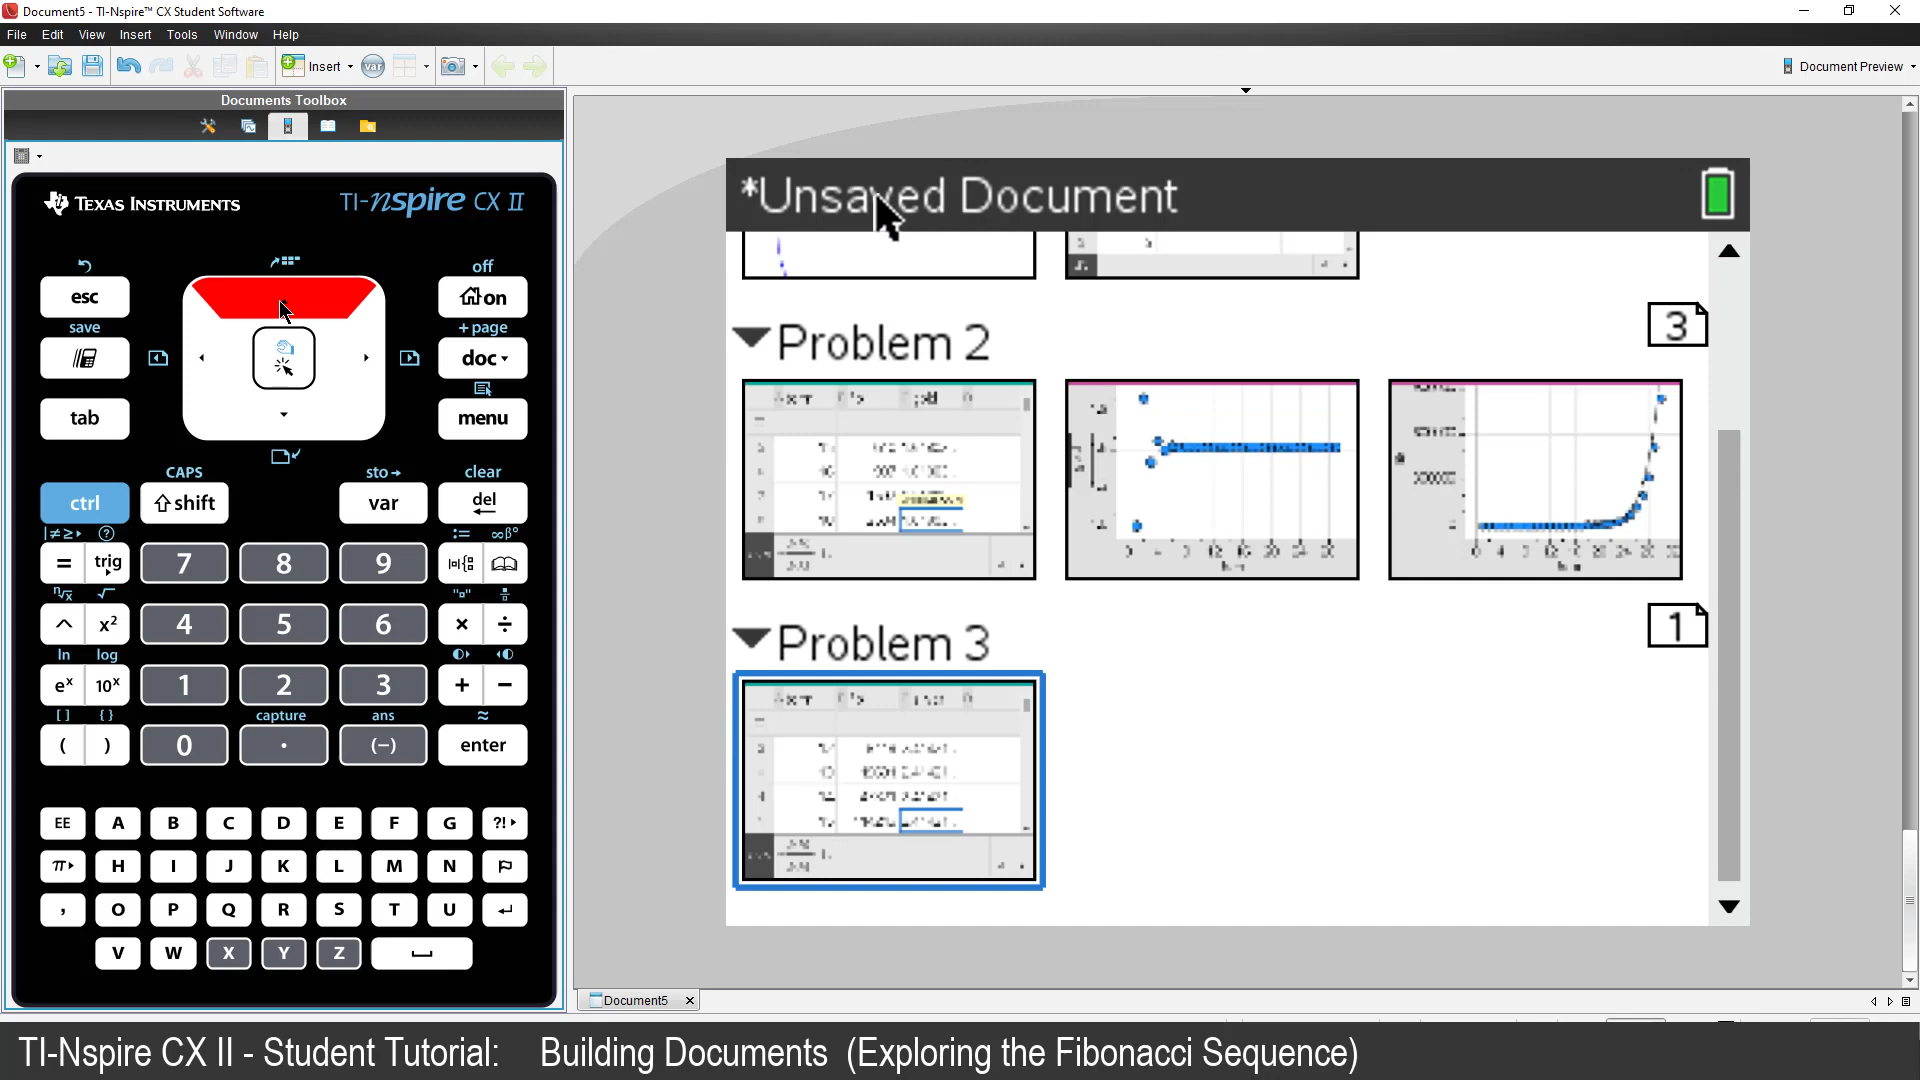 Document5 - TI-Nspire™ CX Student Software
File Edit View Insert Tools Window Help
Insert var Document Preview
Documents Toolbox
TEXAS INSTRUMENTS TI-nspire CX II
*Unsaved Document
off
esc on
save + page
doc
tab menu
CAPS sto→ clear
ctrl shift var del
= trig 7 8 9
^ x² 4 5 6 × ÷
ln log
eˣ 10ˣ 1 2 3 + −
[ ] { } capture ans ≈
( ) 0 . (−) enter
EE A B C D E F G ?!
π H I J K L M N
, O P Q R S T U
V W X Y Z
3
Problem 2
1
Problem 3
Document5
TI-Nspire CX II - Student Tutorial: Building Documents (Exploring the Fibonacci Sequence)